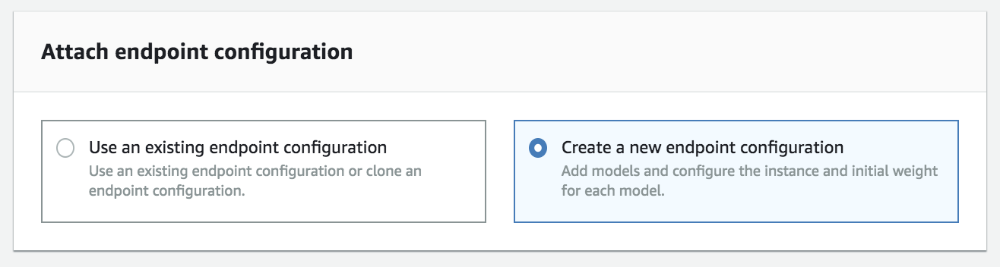 Attach endpoint configuration
Use an existing endpoint configuration
Use an existing endpoint configuration or clone an
endpoint configuration.
Create a new endpoint configuration
Add models and configure the instance and initial weight
for each model.